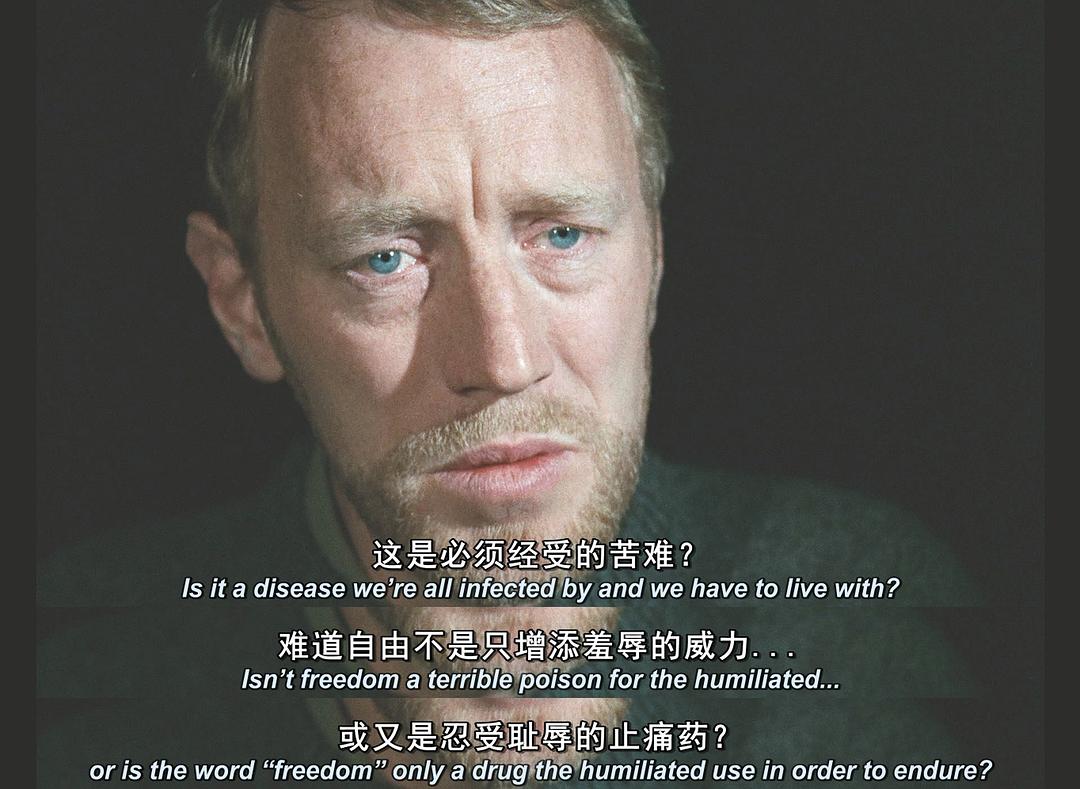 这是必须经受的苦难?
Is it a disease we're all infected by and we have to live with?
难道自由不是只增添羞辱的威力...
Isn't freedom a terrible poison for the humiliated...
或又是忍受耻辱的止痛药?
or is the word “freedom” only a drug the humiliated use in order to endure?